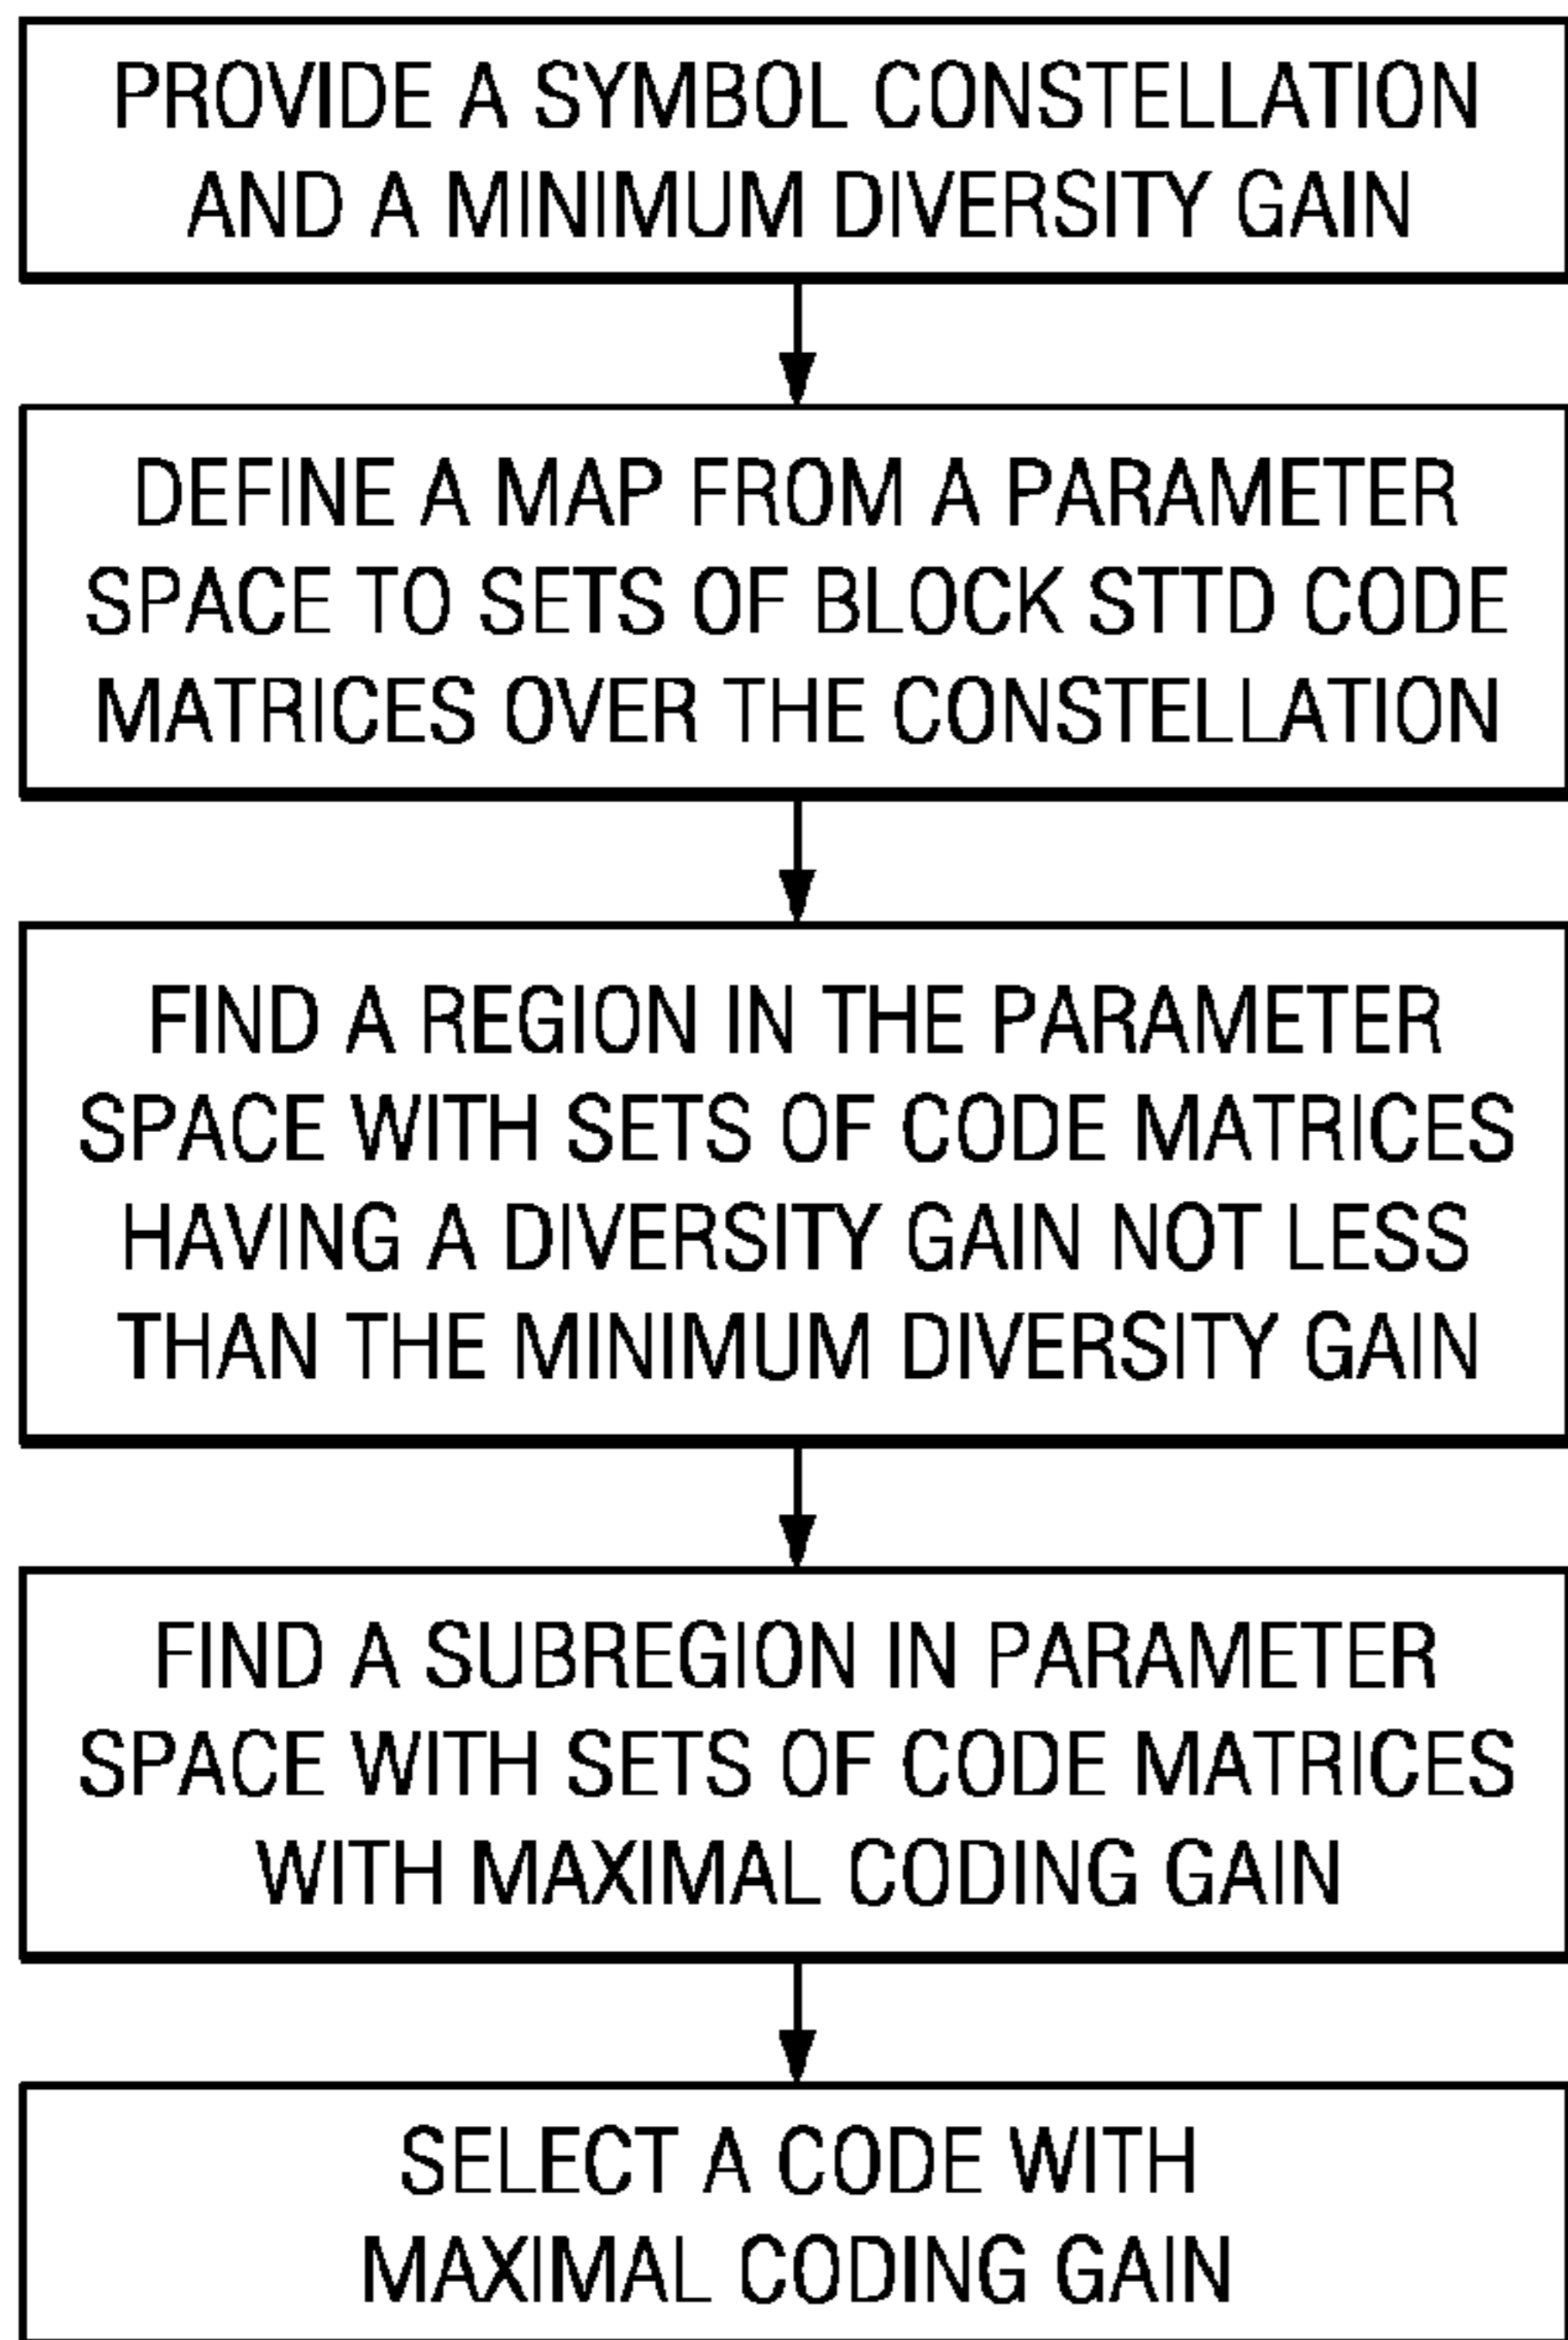 PROVIDE A SYMBOL CONSTELLATION
AND A MINIMUM DIVERSITY GAIN
DEFINE A MAP FROM A PARAMETER
SPACE TO SETS OF BLOCK STTD CODE
MATRICES OVER THE CONSTELLATION
FIND A REGION IN THE PARAMETER
SPACE WITH SETS OF CODE MATRICES
HAVING A DIVERSITY GAIN NOT LESS
THAN THE MINIMUM DIVERSITY GAIN
FIND A SUBREGION IN PARAMETER
SPACE WITH SETS OF CODE MATRICES
WITH MAXIMAL CODING GAIN
SELECT A CODE WITH
MAXIMAL CODING GAIN